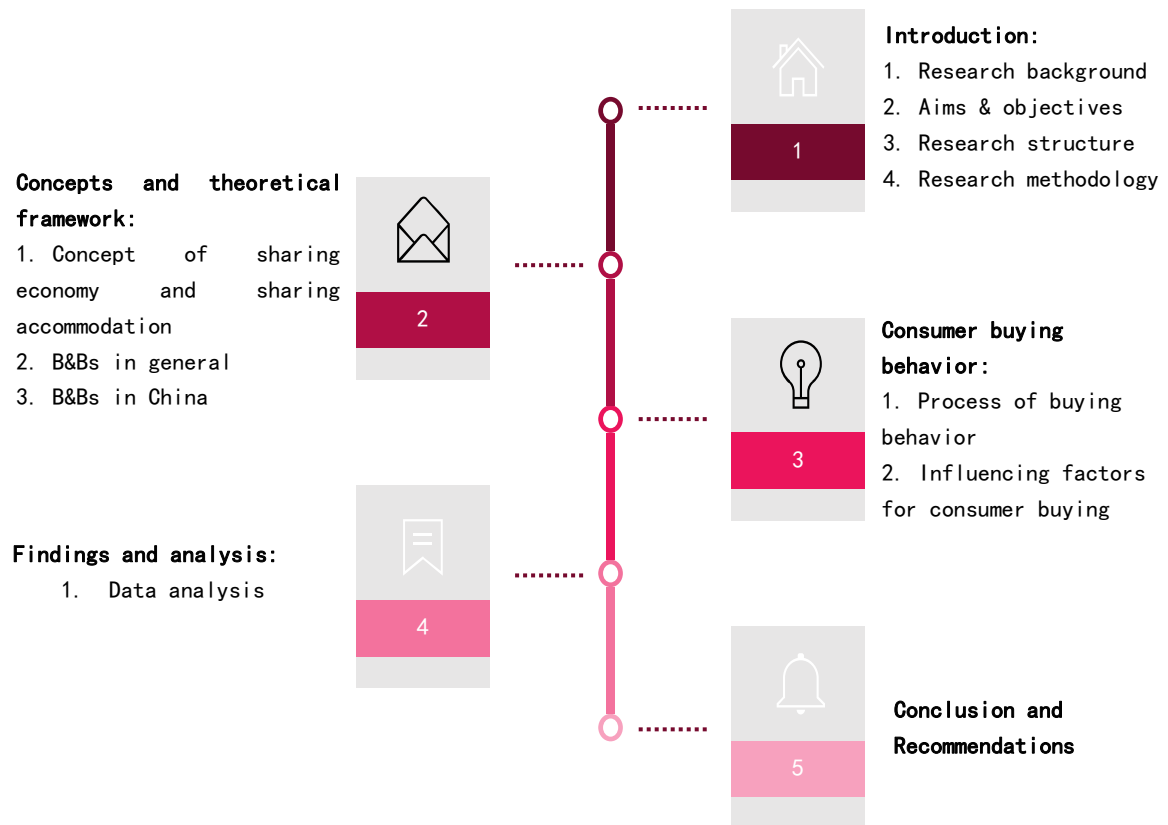 Introduction:
1. Research background
2. Aims & objectives
3. Research structure
4. Research methodology
1
Concepts and theoretical
framework:
1. Concept of sharing
economy and sharing
accommodation
2. B&Bs in general
3. B&Bs in China
2
Consumer buying
behavior:
1. Process of buying
behavior
2. Influencing factors
for consumer buying
3
Findings and analysis:
1. Data analysis
4
Conclusion and
Recommendations
5